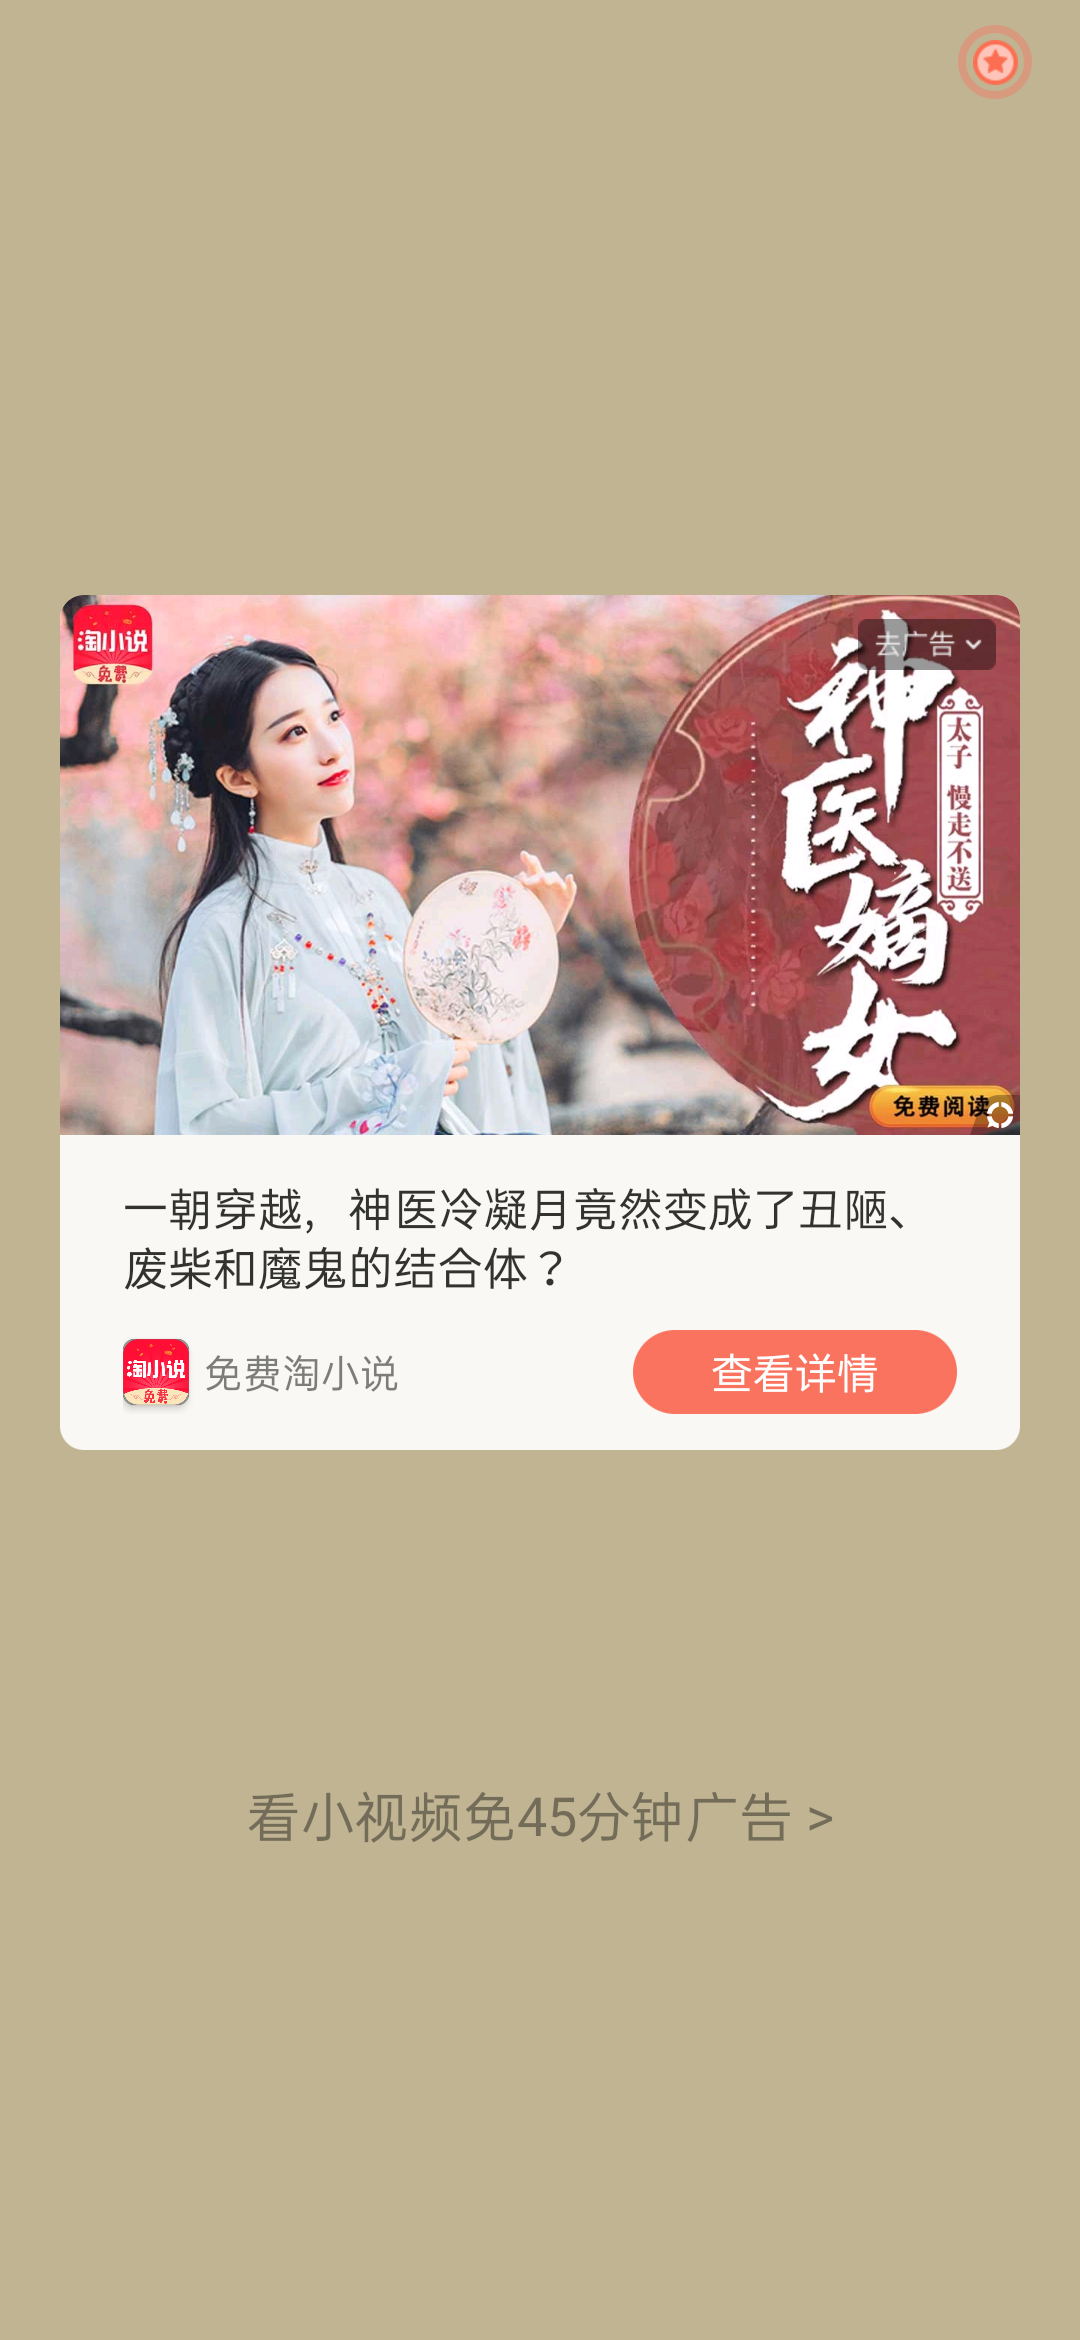 淘小说
免费
去广告
神医嫡女
太子 慢走不送
免费阅读
一朝穿越，神医冷凝月竟然变成了丑陋、
废柴和魔鬼的结合体？
淘小说
免费
免费淘小说
查看详情
看小视频免45分钟广告 >